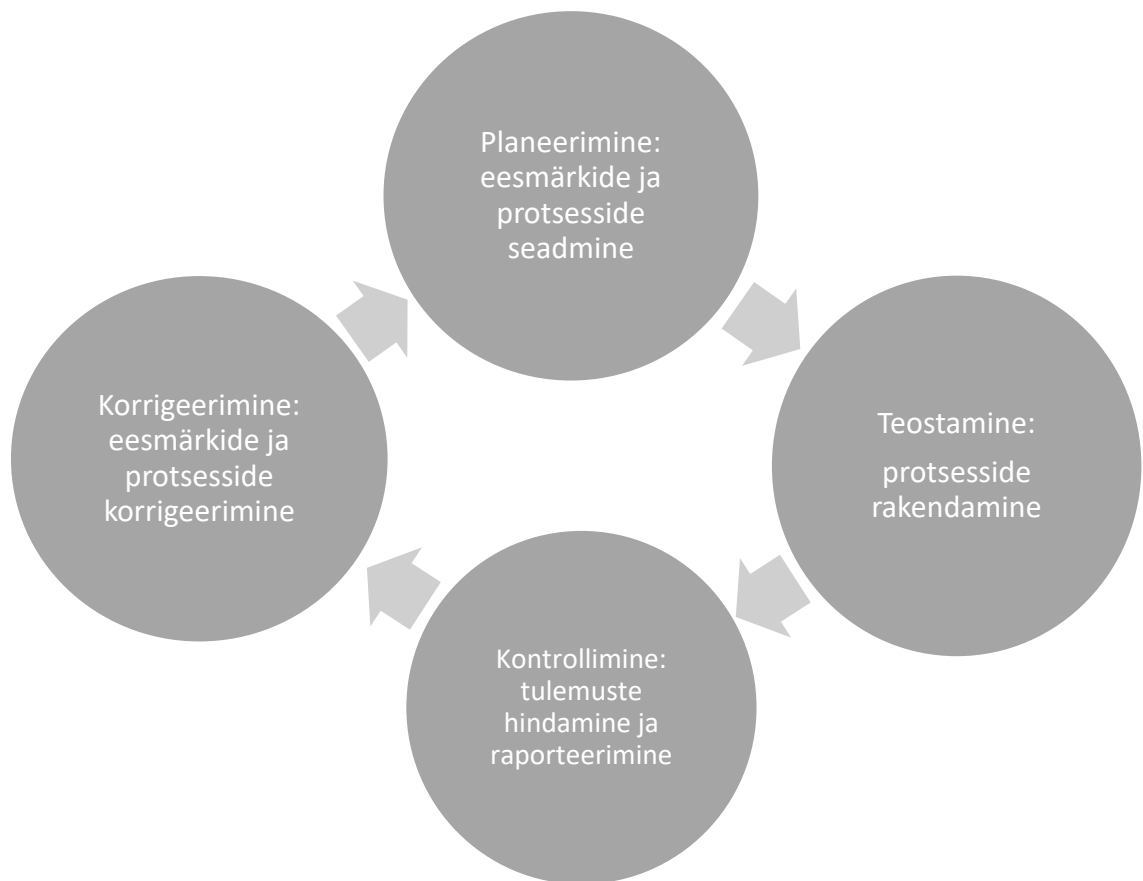 Planeerimine:
eesmärkide ja
protsesside
seadmine
Teostamine:
protsesside
rakendamine
Kontrollimine:
tulemuste
hindamine ja
raporteerimine
Korrigeerimine:
eesmärkide ja
protsesside
korrigeerimine